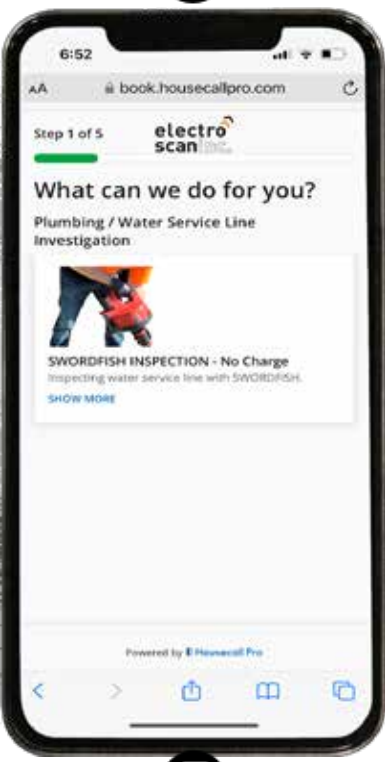 6:52
AA book.housecallpro.com
Step 1 of 5
electro
scan inc.
What can we do for you?
Plumbing / Water Service Line
Investigation
SWORDFISH INSPECTION - No Charge
Inspecting water service line with SWORDFISH.
SHOW MORE
Powered by Housecall Pro